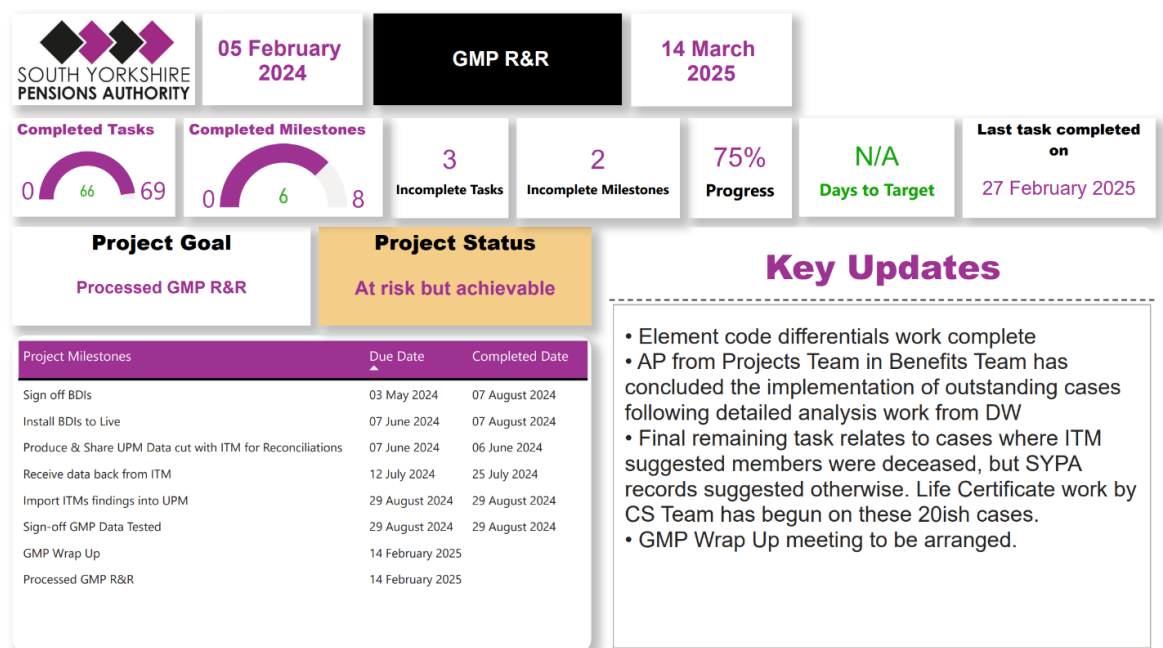 SOUTH YORKSHIRE
PENSIONS AUTHORITY
05 February
2024
GMP R&R
14 March
2025
Completed Tasks
0 66 69
Completed Milestones
0 6 8
3
Incomplete Tasks
2
Incomplete Milestones
75%
Progress
N/A
Days to Target
Last task completed
on
27 February 2025
Project Goal
Processed GMP R&R
Project Status
At risk but achievable
Project Milestones Due Date Completed Date
Sign off BDIs 03 May 2024 07 August 2024
Install BDIs to Live 07 June 2024 07 August 2024
Produce & Share UPM Data cut with ITM for Reconciliations 07 June 2024 06 June 2024
Receive data back from ITM 12 July 2024 25 July 2024
Import ITMs findings into UPM 29 August 2024 29 August 2024
Sign-off GMP Data Tested 29 August 2024 29 August 2024
GMP Wrap Up 14 February 2025
Processed GMP R&R 14 February 2025
Key Updates
• Element code differentials work complete
• AP from Projects Team in Benefits Team has
concluded the implementation of outstanding cases
following detailed analysis work from DW
• Final remaining task relates to cases where ITM
suggested members were deceased, but SYPA
records suggested otherwise. Life Certificate work by
CS Team has begun on these 20ish cases.
• GMP Wrap Up meeting to be arranged.